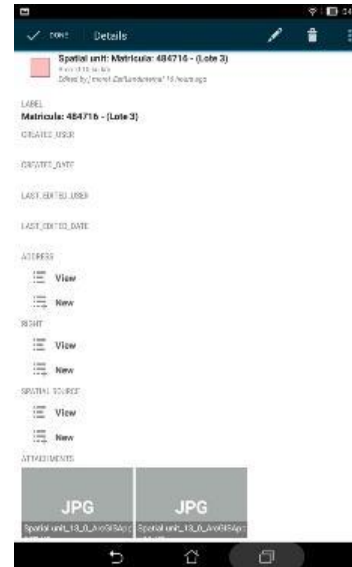 DONE Details
Spatial unit: Matricula: 484716 - (Lote 3)
LABEL
Matricula: 484716 - (Lote 3)
CREATED_USER
CREATED_DATE
LAST_EDITED_USER
LAST_EDITED_DATE
ADDRESS
View
New
RIGHT
View
New
SPATIAL SOURCE
View
New
ATTACHMENTS
JPG JPG